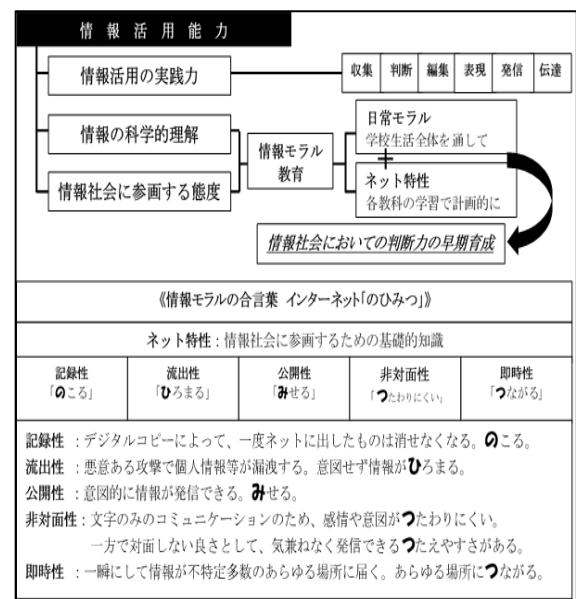 情報活用能力
情報活用の実践力
収集 判断 編集 表現 発信 伝達
情報の科学的理解
情報社会に参画する態度
情報モラル
教育
日常モラル
学校生活全体を通して
＋
ネット特性
各教科の学習で計画的に
情報社会においての判断力の早期育成
《情報モラルの合言葉 インターネット「のひみつ」》
ネット特性：情報社会に参画するための基礎的知識
記録性 流出性 公開性 非対面性 即時性
「のこる」 「ひろまる」 「みせる」 「つたわりにくい」 「つながる」
記録性 ：デジタルコピーによって、一度ネットに出したものは消せなくなる。のこる。
流出性 ：悪意ある攻撃で個人情報等が漏洩する。意図せず情報がひろまる。
公開性 ：意図的に情報が発信できる。みせる。
非対面性：文字のみのコミュニケーションのため、感情や意図がつたわりにくい。
一方で対面しない良さとして、気兼ねなく発信できるつたえやすさがある。
即時性 ：一瞬にして情報が不特定多数のあらゆる場所に届く。あらゆる場所につながる。